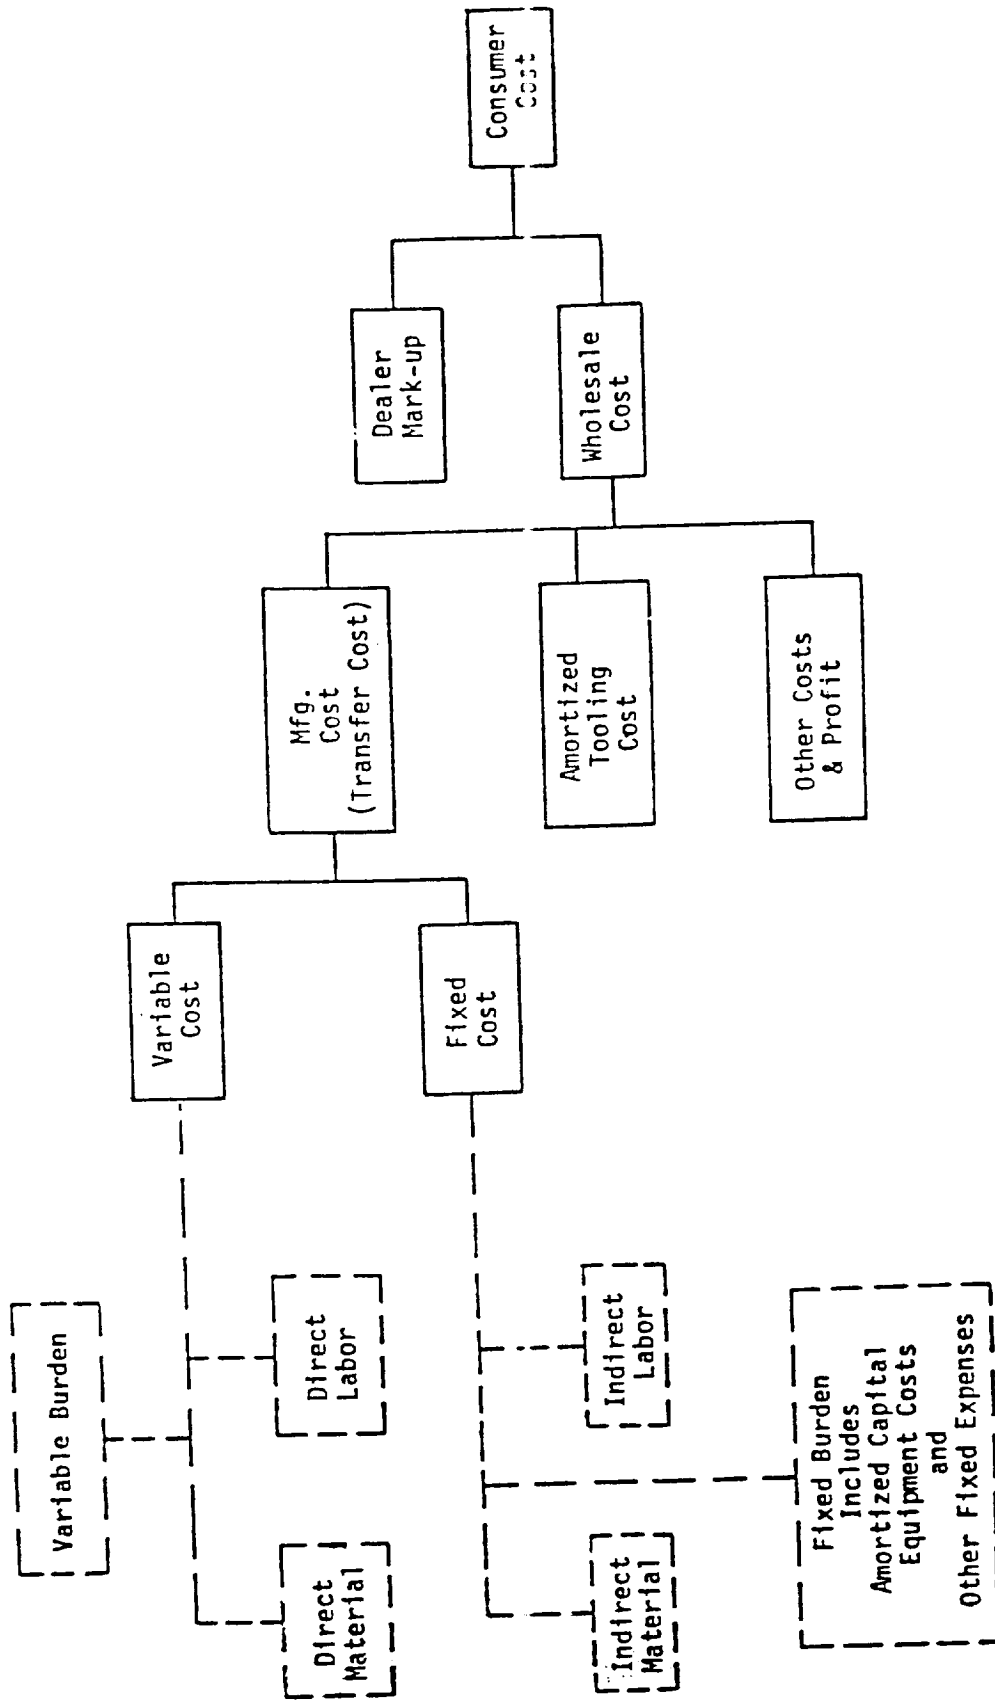 Variable Burden
Direct
Material
Direct
Labor
Indirect
Material
Indirect
Labor
Fixed Burden
Includes
Amortized Capital
Equipment Costs
and
Other Fixed Expenses
Variable
Cost
Fixed
Cost
Mfg.
Cost
(Transfer Cost)
Amortized
Tooling
Cost
Other Costs
& Profit
Dealer
Mark-up
Wholesale
Cost
Consumer
Cost